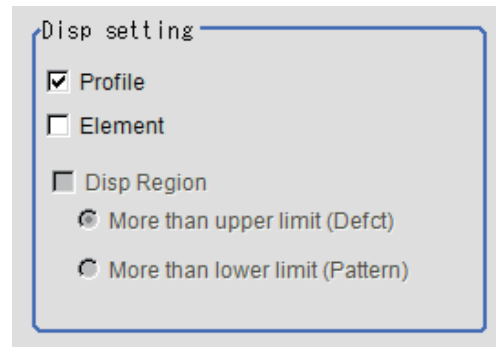 Disp setting
Profile
Element
Disp Region
More than upper limit (Defct)
More than lower limit (Pattern)